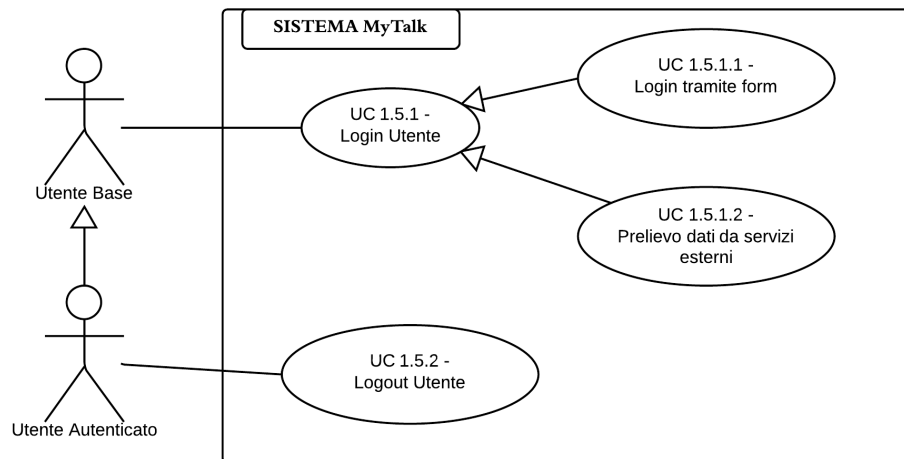 SISTEMA MyTalk
UC 1.5.1.1 -
Login tramite form
UC 1.5.1 -
Login Utente
Utente Base
UC 1.5.1.2 -
Prelievo dati da servizi
esterni
UC 1.5.2 -
Logout Utente
Utente Autenticato